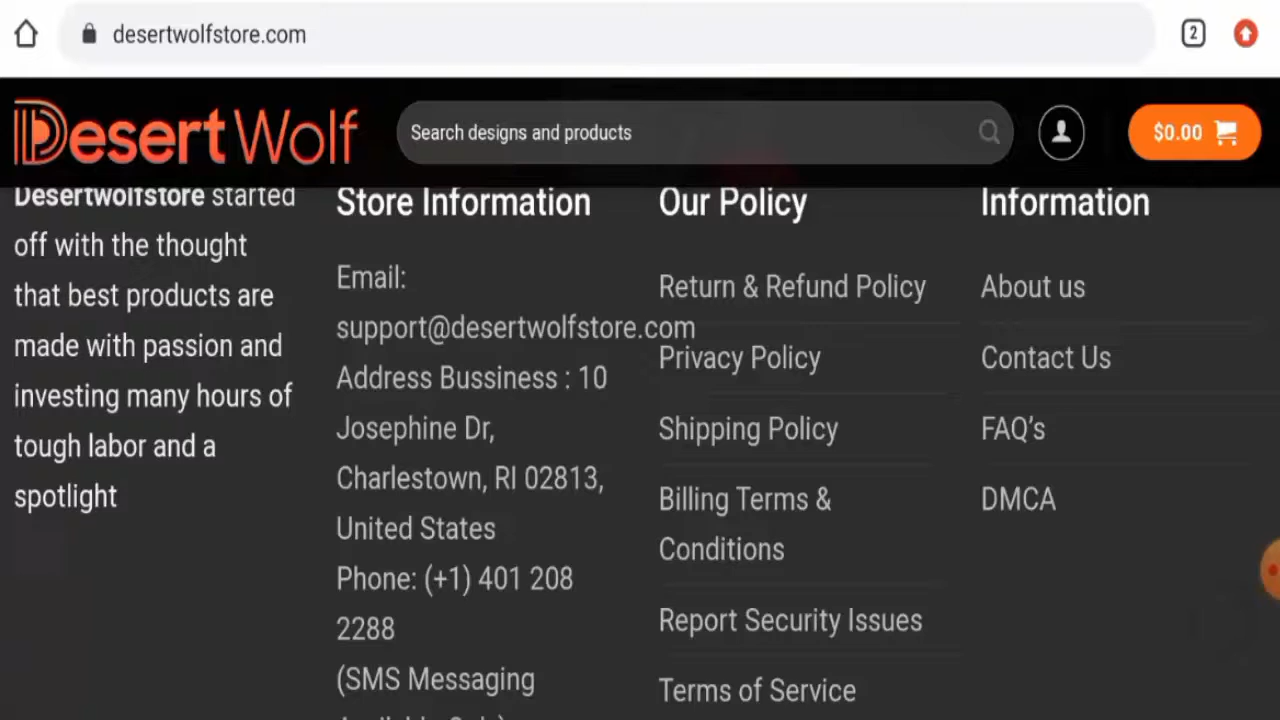 desertwolfstore.com
2
Desert Wolf
Search designs and products
$0.00
Desertwolfstore started
off with the thought
that best products are
made with passion and
investing many hours of
tough labor and a
spotlight
Store Information
Email:
support@desertwolfstore.com
Address Bussiness : 10
Josephine Dr,
Charlestown, RI 02813,
United States
Phone: (+1) 401 208
2288
(SMS Messaging
Our Policy
Return & Refund Policy
Privacy Policy
Shipping Policy
Billing Terms &
Conditions
Report Security Issues
Terms of Service
Information
About us
Contact Us
FAQ’s
DMCA